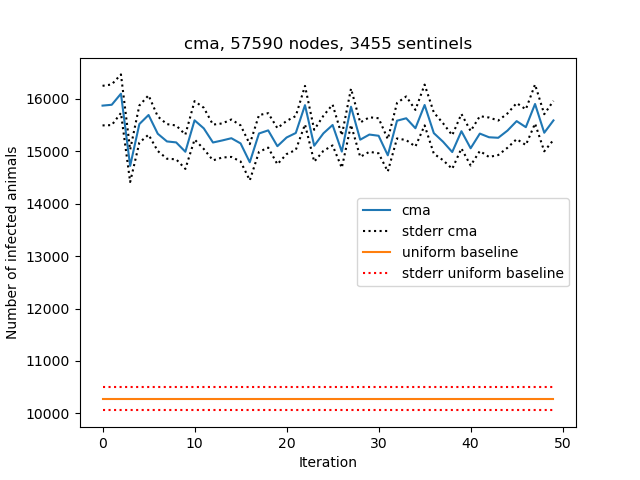 cma, 57590 nodes, 3455 sentinels
Number of infected animals
16000
15000
14000
13000
12000
11000
10000
cma
stderr cma
uniform baseline
stderr uniform baseline
0 10 20 30 40 50
Iteration